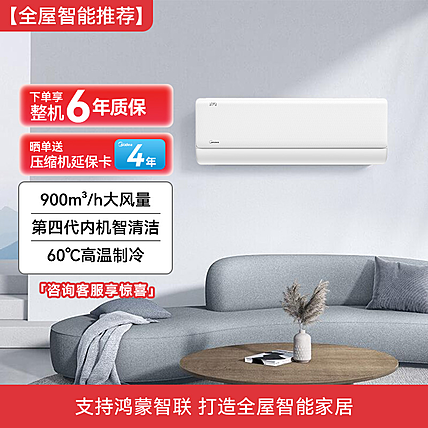 【全屋智能推荐】
下单享
整机6年质保
晒单送
压缩机延保卡
Midea
4年
900m³/h大风量
第四代内机智清洁
60℃高温制冷
「咨询客服享惊喜」
Midea
支持鸿蒙智联 打造全屋智能家居